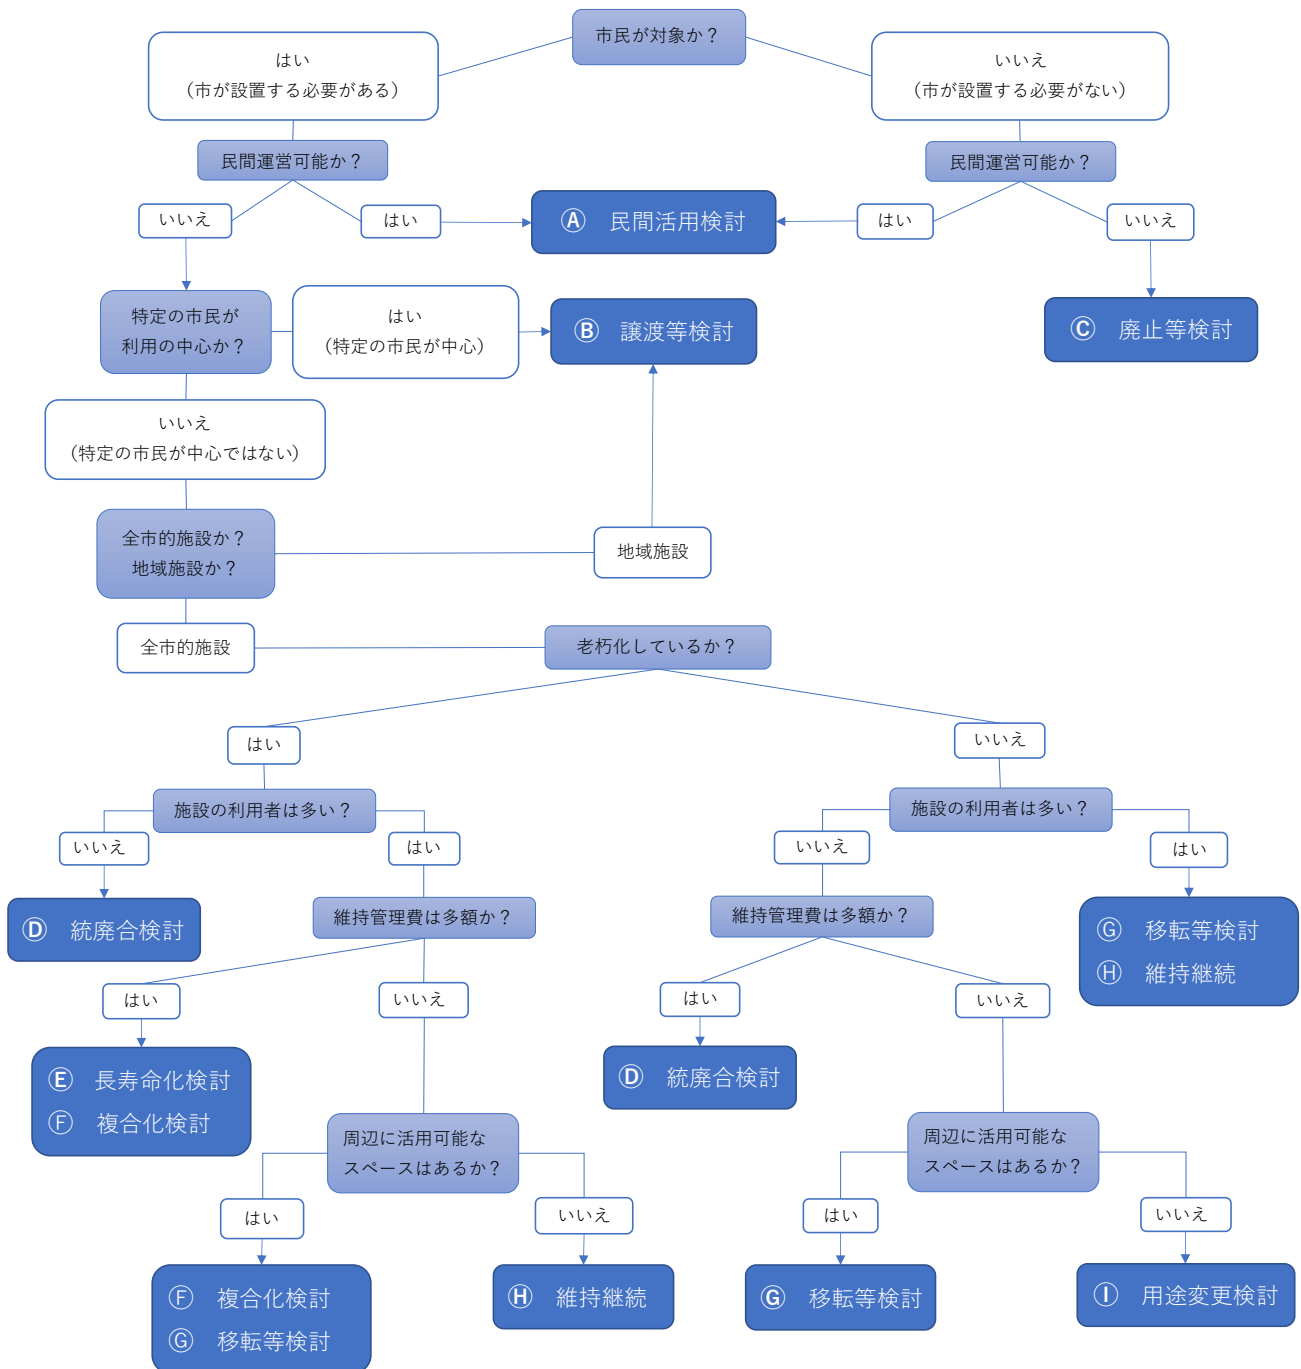 市民が対象か？
はい
（市が設置する必要がある）
いいえ
（市が設置する必要がない）
民間運営可能か？
民間運営可能か？
いいえ
はい
Ⓐ　民間活用検討
はい
いいえ
特定の市民が
利用の中心か？
はい
（特定の市民が中心）
Ⓑ　譲渡等検討
Ⓒ　廃止等検討
いいえ
（特定の市民が中心ではない）
全市的施設か？
地域施設か？
地域施設
全市的施設
老朽化しているか？
はい
いいえ
施設の利用者は多い？
施設の利用者は多い？
いいえ
はい
いいえ
はい
Ⓓ　統廃合検討
維持管理費は多額か？
維持管理費は多額か？
Ⓖ　移転等検討
Ⓗ　維持継続
はい
いいえ
はい
いいえ
Ⓔ　長寿命化検討
Ⓕ　複合化検討
Ⓓ　統廃合検討
周辺に活用可能な
スペースはあるか？
周辺に活用可能な
スペースはあるか？
はい
いいえ
はい
いいえ
Ⓕ　複合化検討
Ⓖ　移転等検討
Ⓗ　維持継続
Ⓖ　移転等検討
Ⓘ　用途変更検討